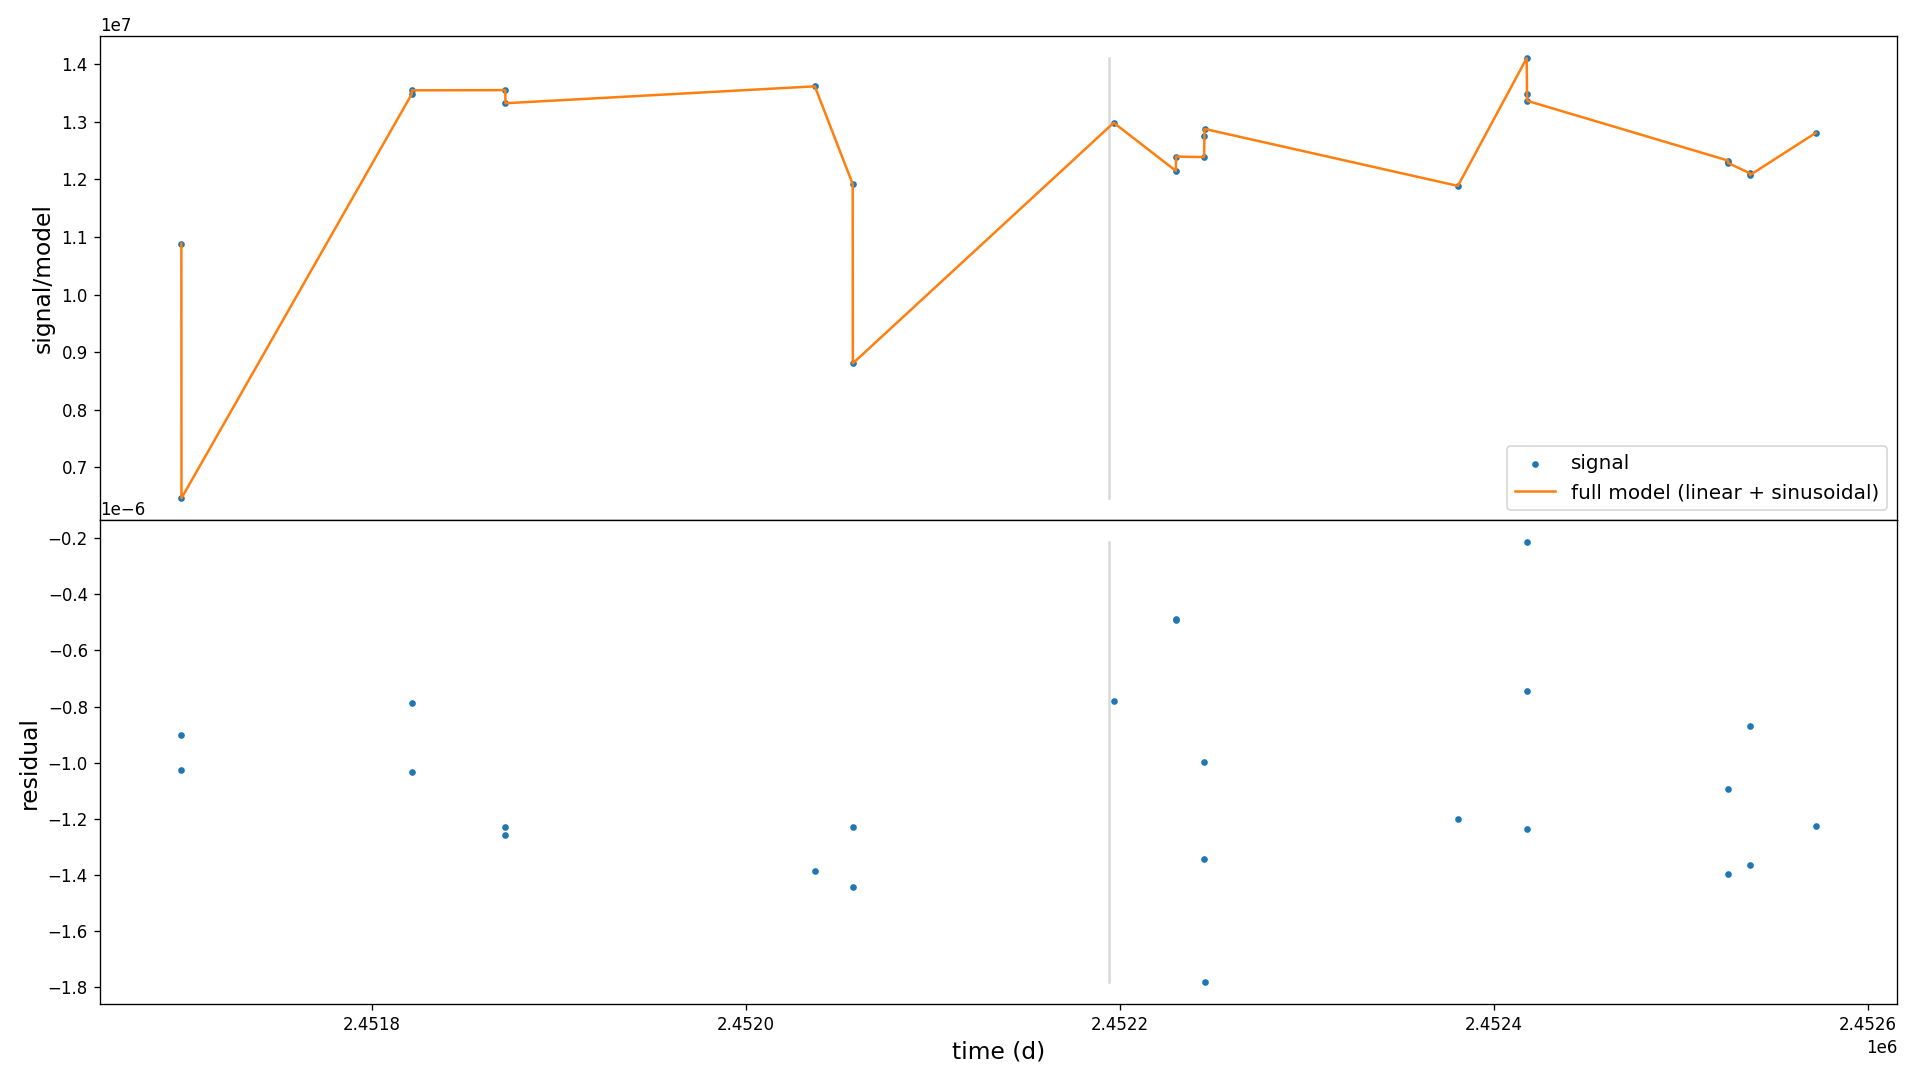 1e7
1.4
1.3
1.2
1.1
1.0
0.9
0.8
0.7
signal/model
signal
full model (linear + sinusoidal)
1e−6
−0.2
−0.4
−0.6
−0.8
−1.0
−1.2
−1.4
−1.6
−1.8
residual
2.4518 2.4520 2.4522 2.4524 2.4526
1e6
time (d)